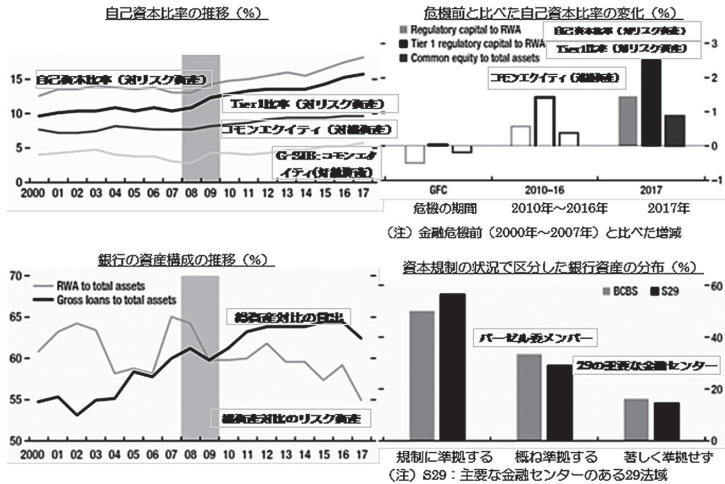 自己資本比率の推移（%）
自己資本比率（対リスク資産）
Tier1比率（対リスク資産）
コモンエクイティ（対総資産）
G-SIB:コモンエク
イティ(対総資産)
15
10
5
0
2000 01 02 03 04 05 06 07 08 09 10 11 12 13 14 15 16 17
危機前と比べた自己資本比率の変化（%）
Regulatory capital to RWA
Tier 1 regulatory capital to RWA
Common equity to total assets
自己資本比率（対リスク資産）
Tier1比率（対リスク資産）
コモンエクイティ（対総資産）
3
2
1
0
−1
GFC 2010–16 2017
危機の期間 2010年〜2016年 2017年
（注）金融危機前（2000年〜2007年）と比べた増減
銀行の資産構成の推移（%）
RWA to total assets
Gross loans to total assets
総資産対比の貸出
総資産対比のリスク資産
70
65
60
55
50
2000 01 02 03 04 05 06 07 08 09 10 11 12 13 14 15 16 17
資本規制の状況で区分した銀行資産の分布（%）
BCBS S29
バーゼル委メンバー
29の主要な金融センター
60
40
20
0
規制に準拠する 概ね準拠する 著しく準拠せず
（注）S29：主要な金融センターのある29法域